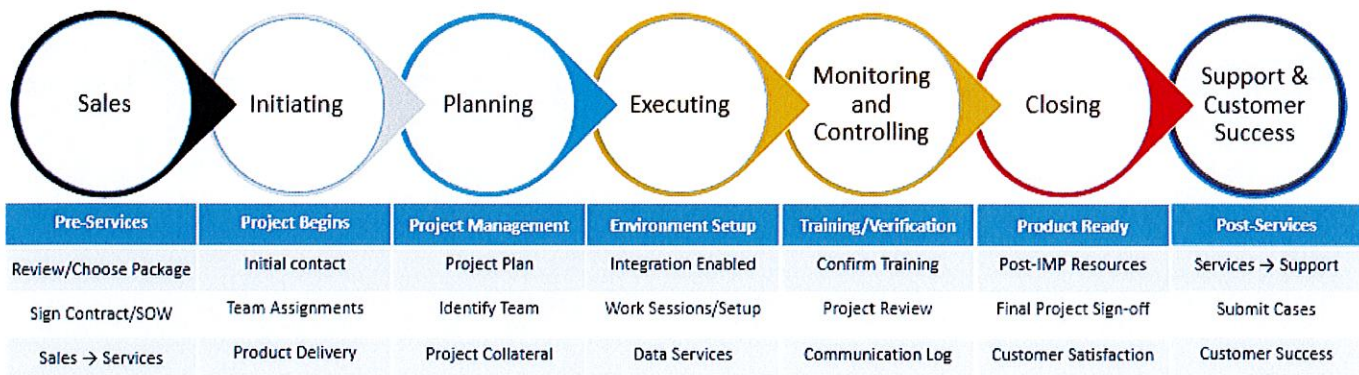 Sales
Initiating
Planning
Executing
Monitoring
and
Controlling
Closing
Support &
Customer
Success
Pre-Services
Project Begins
Project Management
Environment Setup
Training/Verification
Product Ready
Post-Services
Review/Choose Package
Initial contact
Project Plan
Integration Enabled
Confirm Training
Post-IMP Resources
Services → Support
Sign Contract/SOW
Team Assignments
Identify Team
Work Sessions/Setup
Project Review
Final Project Sign-off
Submit Cases
Sales → Services
Product Delivery
Project Collateral
Data Services
Communication Log
Customer Satisfaction
Customer Success